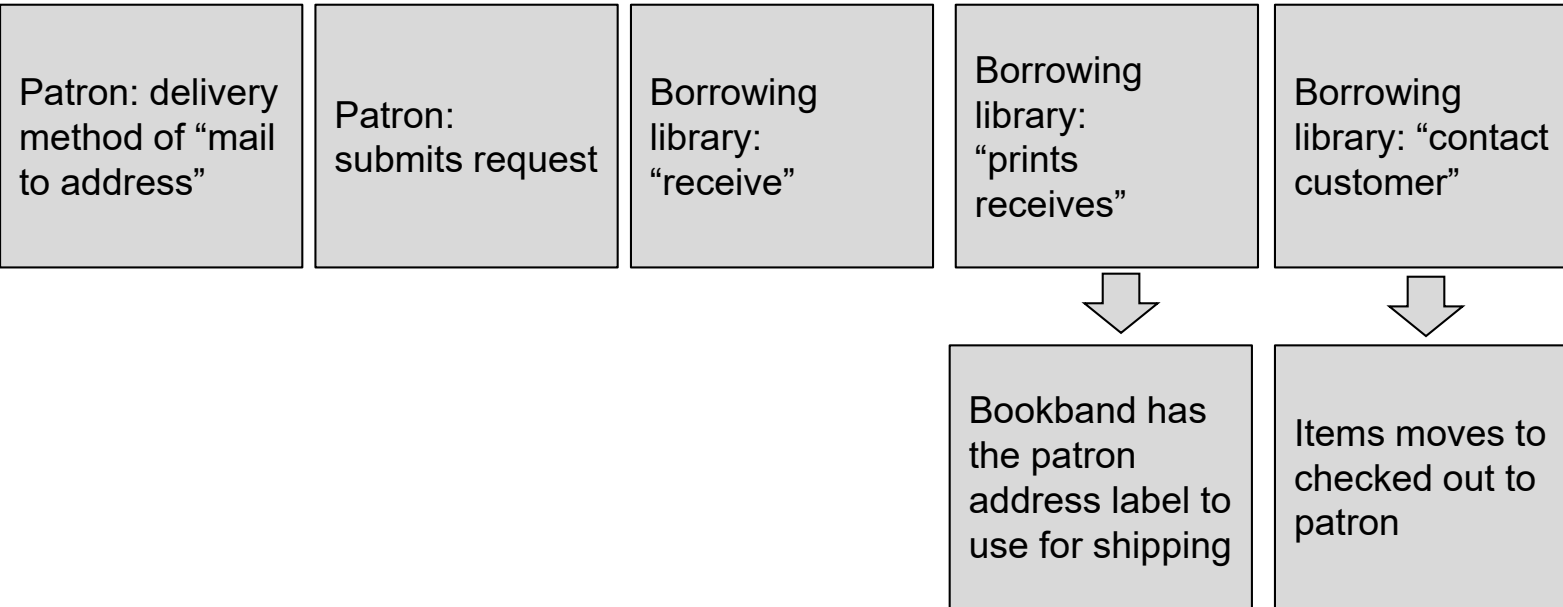 Patron: delivery
method of “mail
to address”
Patron:
submits request
Borrowing
library:
“receive”
Borrowing
library:
“prints
receives”
Borrowing
library: “contact
customer”
Bookband has
the patron
address label to
use for shipping
Items moves to
checked out to
patron